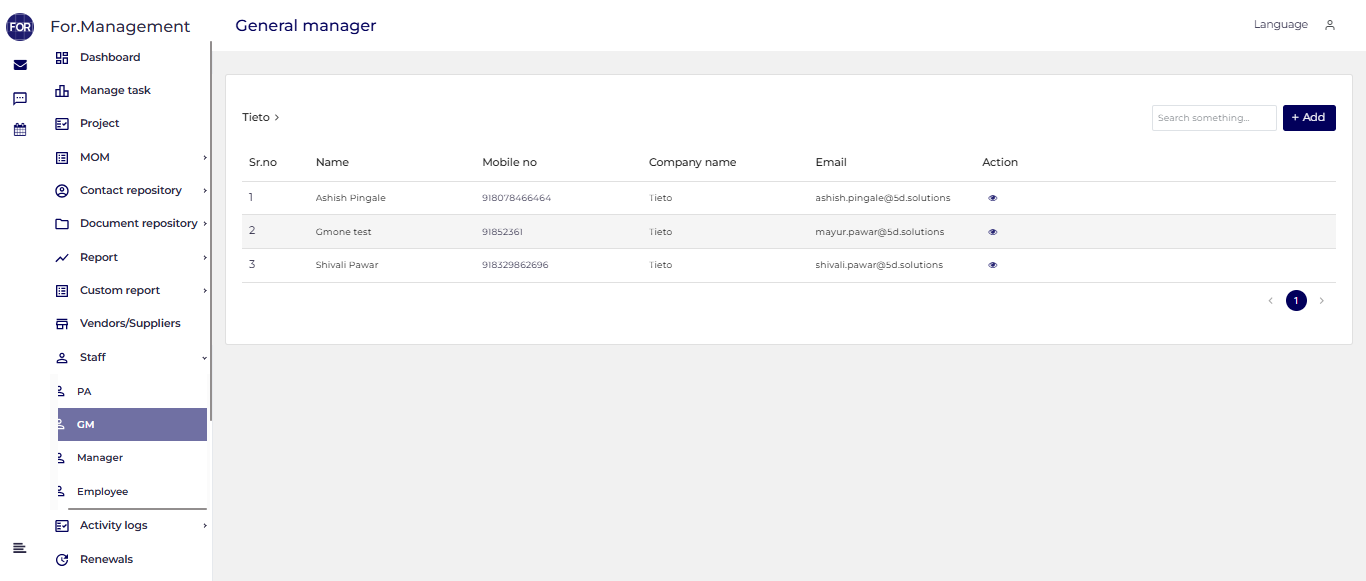 FOR
For.Management
General manager
Language
Dashboard
Manage task
Project
MOM
Contact repository
Document repository
Report
Custom report
Vendors/Suppliers
Staff
PA
GM
Manager
Employee
Activity logs
Renewals
Tieto >
Search something...
+ Add
Sr.no Name Mobile no Company name Email Action
1 Ashish Pingale 918078466464 Tieto ashish.pingale@5d.solutions
2 Gmone test 91852361 Tieto mayur.pawar@5d.solutions
3 Shivali Pawar 918329862696 Tieto shivali.pawar@5d.solutions
< 1 >